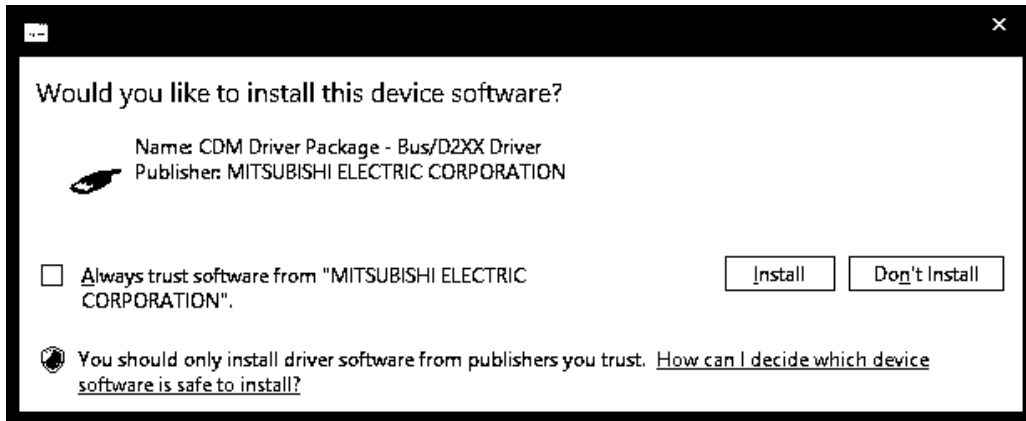 Would you like to install this device software?
Name: CDM Driver Package - Bus/D2XX Driver
Publisher: MITSUBISHI ELECTRIC CORPORATION
Always trust software from "MITSUBISHI ELECTRIC
CORPORATION".
Install
Don't Install
You should only install driver software from publishers you trust. How can I decide which device
software is safe to install?